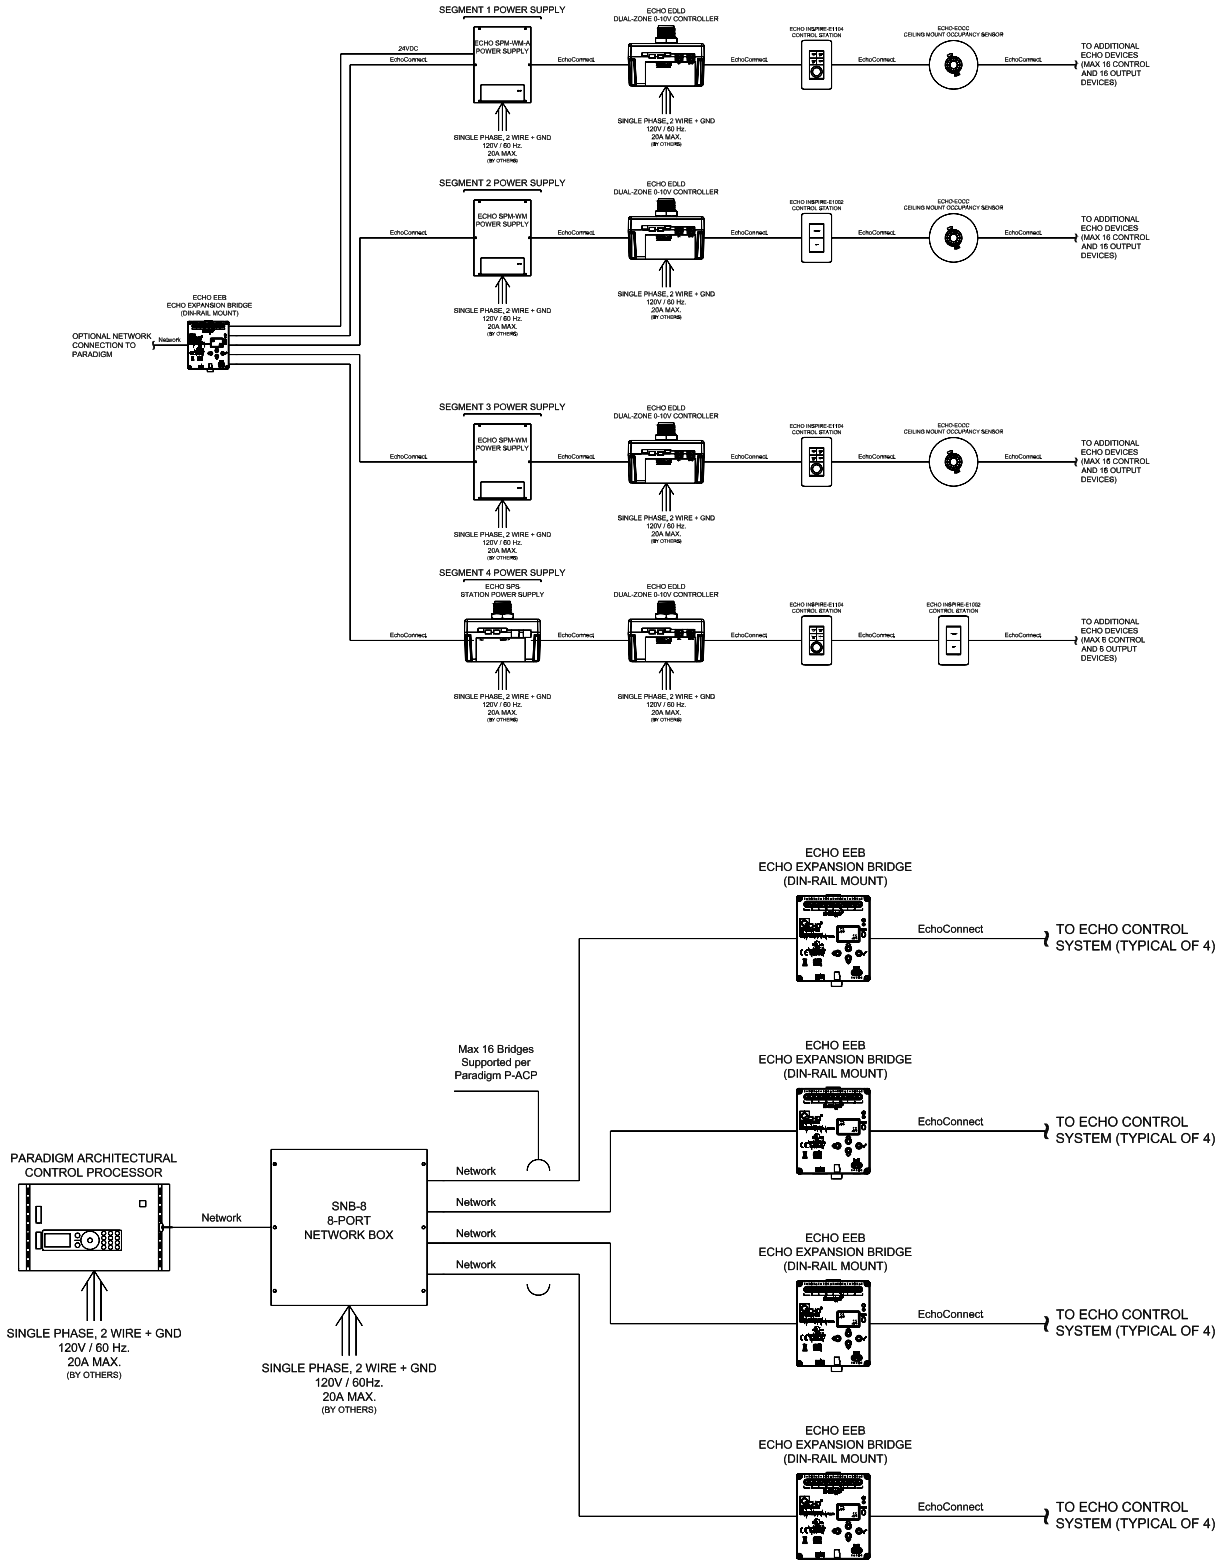 SEGMENT 1 POWER SUPPLY
ECHO SPM-WM-A
POWER SUPPLY
ECHO EDLD
DUAL-ZONE 0-10V CONTROLLER
ECHO INSPIRE-E1104
CONTROL STATION
ECHO-EOCC
CEILING MOUNT OCCUPANCY SENSOR
24VDC
EchoConnect
EchoConnect
EchoConnect
EchoConnect
EchoConnect
TO ADDITIONAL
ECHO DEVICES
(MAX 16 CONTROL
AND 16 OUTPUT
DEVICES)
SINGLE PHASE, 2 WIRE + GND
120V / 60 Hz.
20A MAX.
(BY OTHERS)
SINGLE PHASE, 2 WIRE + GND
120V / 60 Hz.
20A MAX.
(BY OTHERS)
SEGMENT 2 POWER SUPPLY
ECHO SPM-WM
POWER SUPPLY
ECHO EDLD
DUAL-ZONE 0-10V CONTROLLER
ECHO INSPIRE-E1002
CONTROL STATION
ECHO-EOCC
CEILING MOUNT OCCUPANCY SENSOR
EchoConnect
EchoConnect
EchoConnect
EchoConnect
EchoConnect
TO ADDITIONAL
ECHO DEVICES
(MAX 16 CONTROL
AND 16 OUTPUT
DEVICES)
SINGLE PHASE, 2 WIRE + GND
120V / 60 Hz.
20A MAX.
(BY OTHERS)
SINGLE PHASE, 2 WIRE + GND
120V / 60 Hz.
20A MAX.
(BY OTHERS)
ECHO EEB
ECHO EXPANSION BRIDGE
(DIN-RAIL MOUNT)
OPTIONAL NETWORK
CONNECTION TO
PARADIGM
Network
SEGMENT 3 POWER SUPPLY
ECHO SPM-WM
POWER SUPPLY
ECHO EDLD
DUAL-ZONE 0-10V CONTROLLER
ECHO INSPIRE-E1104
CONTROL STATION
ECHO-EOCC
CEILING MOUNT OCCUPANCY SENSOR
EchoConnect
EchoConnect
EchoConnect
EchoConnect
EchoConnect
TO ADDITIONAL
ECHO DEVICES
(MAX 16 CONTROL
AND 16 OUTPUT
DEVICES)
SINGLE PHASE, 2 WIRE + GND
120V / 60 Hz.
20A MAX.
(BY OTHERS)
SINGLE PHASE, 2 WIRE + GND
120V / 60 Hz.
20A MAX.
(BY OTHERS)
SEGMENT 4 POWER SUPPLY
ECHO SPS
STATION POWER SUPPLY
ECHO EDLD
DUAL-ZONE 0-10V CONTROLLER
ECHO INSPIRE-E1104
CONTROL STATION
ECHO INSPIRE-E1002
CONTROL STATION
EchoConnect
EchoConnect
EchoConnect
EchoConnect
EchoConnect
TO ADDITIONAL
ECHO DEVICES
(MAX 6 CONTROL
AND 6 OUTPUT
DEVICES)
SINGLE PHASE, 2 WIRE + GND
120V / 60 Hz.
20A MAX.
(BY OTHERS)
SINGLE PHASE, 2 WIRE + GND
120V / 60 Hz.
20A MAX.
(BY OTHERS)
ECHO EEB
ECHO EXPANSION BRIDGE
(DIN-RAIL MOUNT)
EchoConnect
TO ECHO CONTROL
SYSTEM (TYPICAL OF 4)
Max 16 Bridges
Supported per
Paradigm P-ACP
ECHO EEB
ECHO EXPANSION BRIDGE
(DIN-RAIL MOUNT)
EchoConnect
TO ECHO CONTROL
SYSTEM (TYPICAL OF 4)
PARADIGM ARCHITECTURAL
CONTROL PROCESSOR
Network
SNB-8
8-PORT
NETWORK BOX
Network
Network
Network
Network
SINGLE PHASE, 2 WIRE + GND
120V / 60 Hz.
20A MAX.
(BY OTHERS)
SINGLE PHASE, 2 WIRE + GND
120V / 60Hz.
20A MAX.
(BY OTHERS)
ECHO EEB
ECHO EXPANSION BRIDGE
(DIN-RAIL MOUNT)
EchoConnect
TO ECHO CONTROL
SYSTEM (TYPICAL OF 4)
ECHO EEB
ECHO EXPANSION BRIDGE
(DIN-RAIL MOUNT)
EchoConnect
TO ECHO CONTROL
SYSTEM (TYPICAL OF 4)